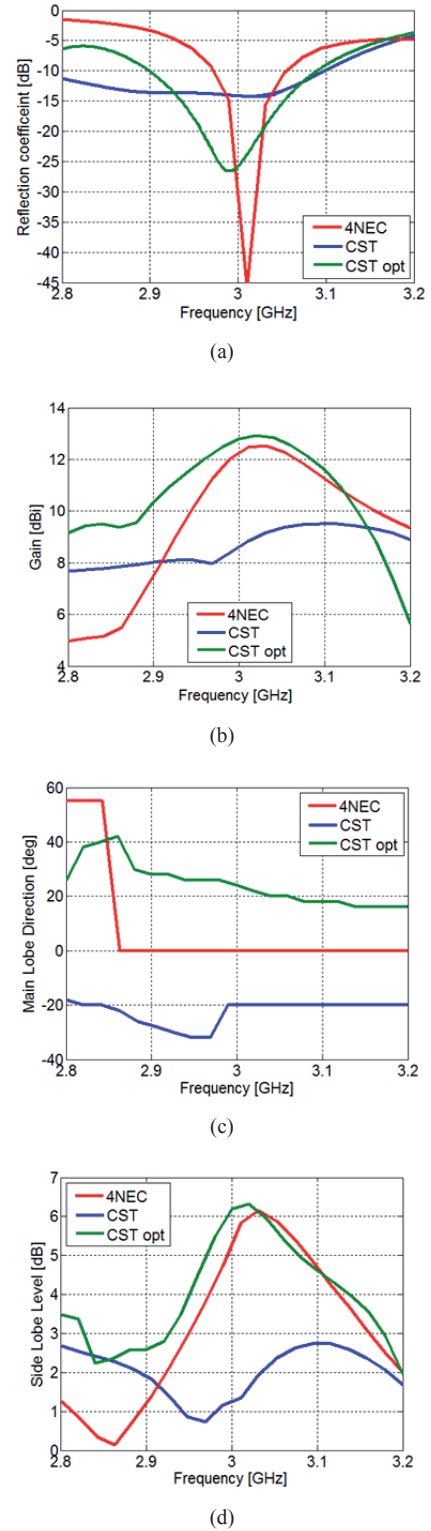 0
-5
-10
-15
-20
-25
-30
-35
-40
-45
Reflection coefficeint [dB]
4NEC
CST
CST opt
2.8 2.9 3 3.1 3.2
Frequency [GHz]
(a)
14
12
10
8
6
4
Gain [dBi]
4NEC
CST
CST opt
2.8 2.9 3 3.1 3.2
Frequency [GHz]
(b)
60
40
20
0
-20
-40
Main Lobe Direction [deg]
4NEC
CST
CST opt
2.8 2.9 3 3.1 3.2
Frequency [GHz]
(c)
7
6
5
4
3
2
1
0
Side Lobe Level [dB]
4NEC
CST
CST opt
2.8 2.9 3 3.1 3.2
Frequency [GHz]
(d)